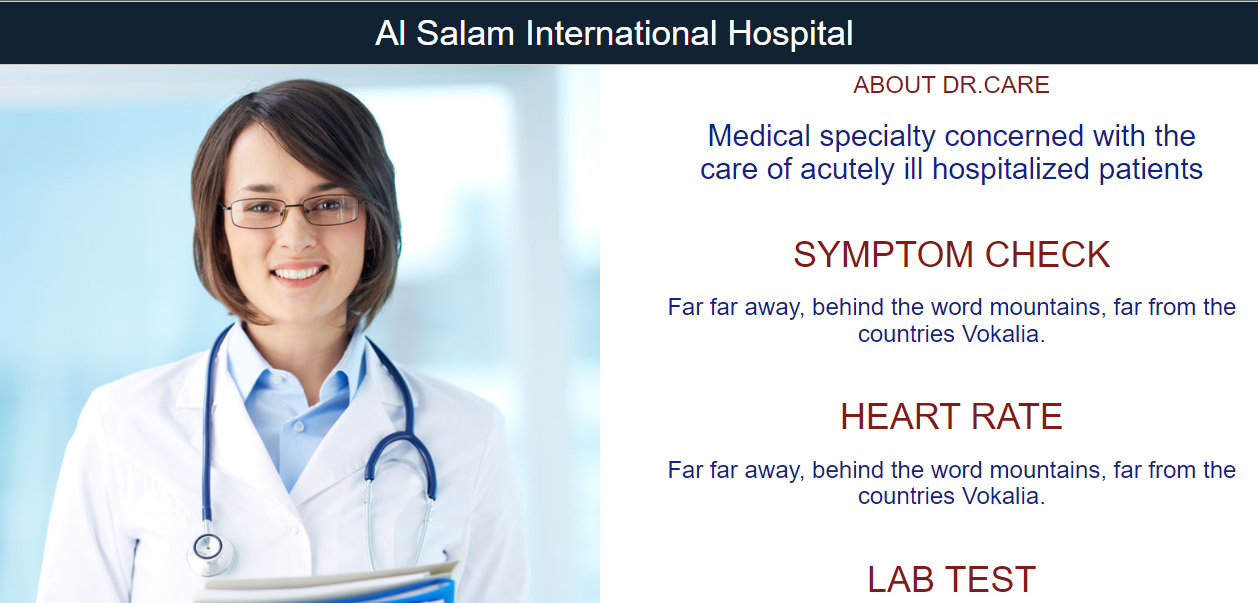 Al Salam International Hospital
ABOUT DR.CARE
Medical specialty concerned with the
care of acutely ill hospitalized patients
SYMPTOM CHECK
Far far away, behind the word mountains, far from the
countries Vokalia.
HEART RATE
Far far away, behind the word mountains, far from the
countries Vokalia.
LAB TEST